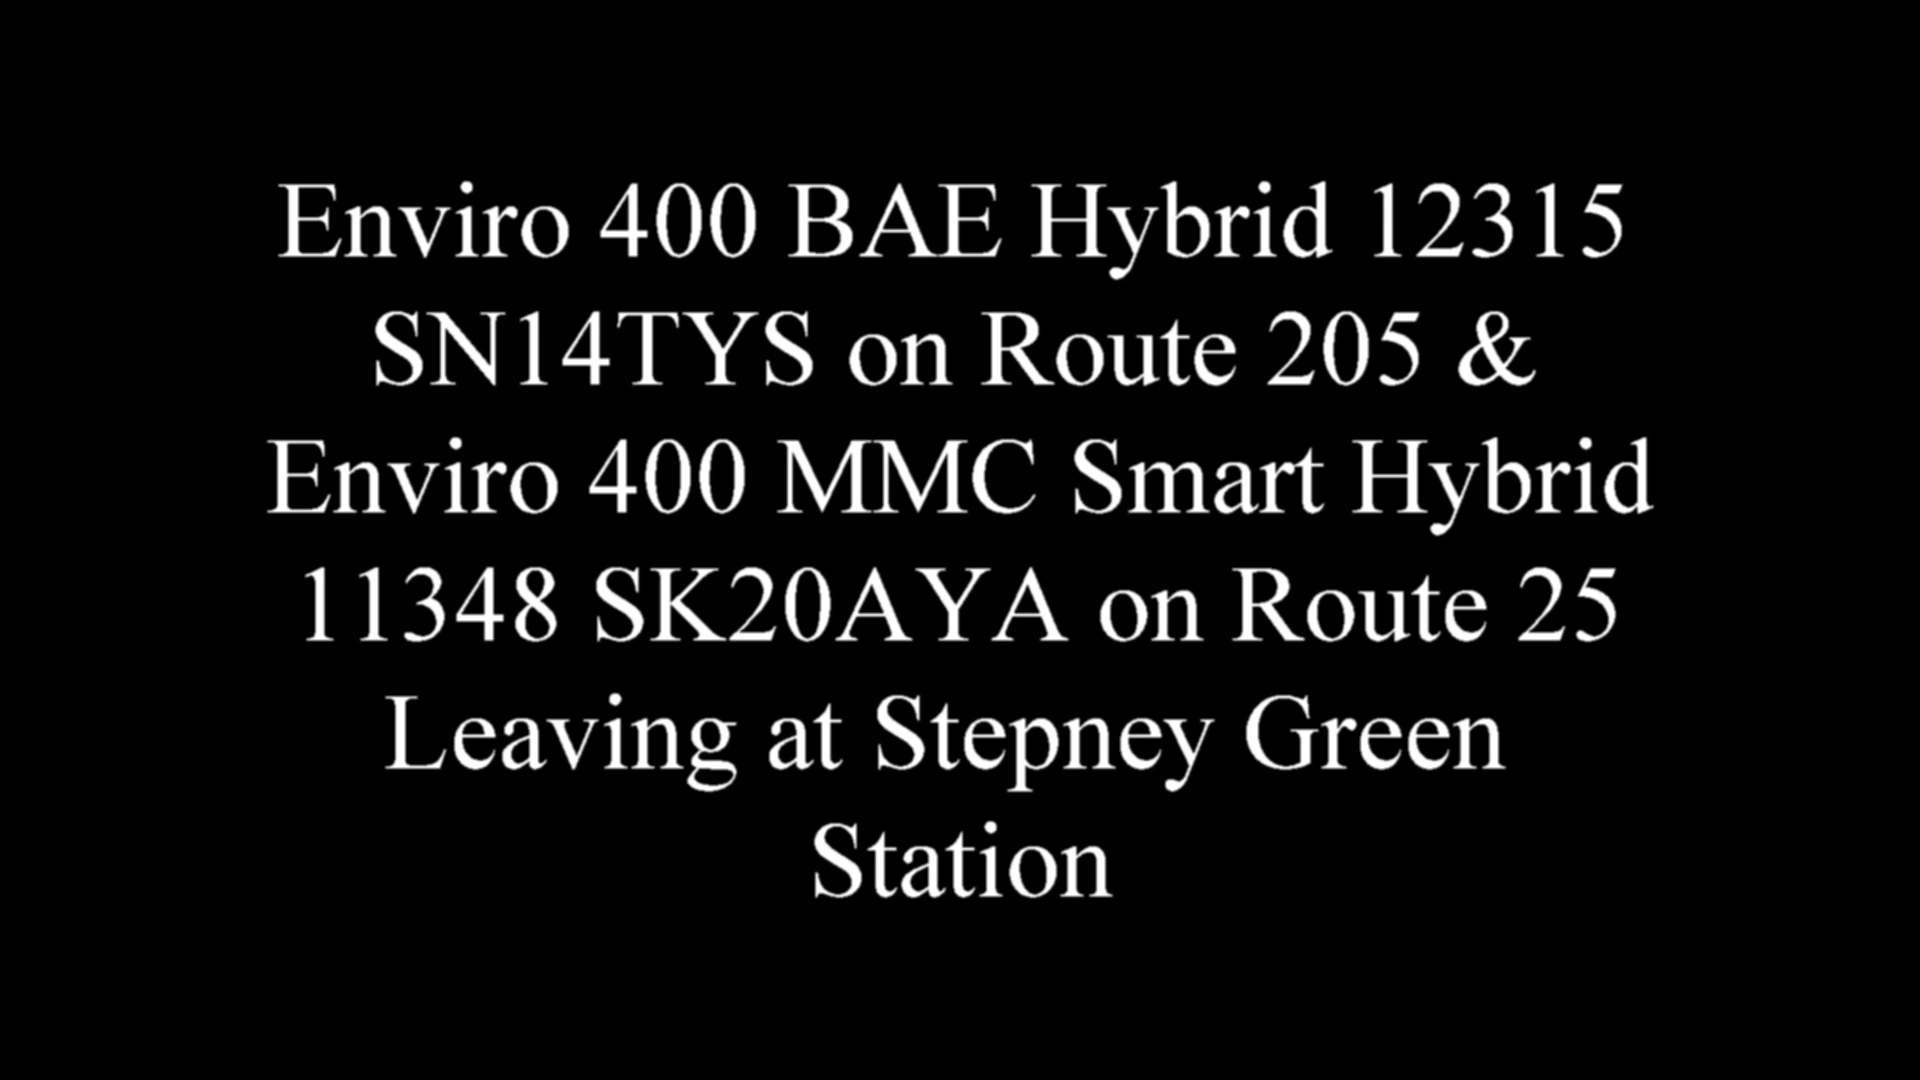 Enviro 400 BAE Hybrid 12315
SN14TYS on Route 205 &
Enviro 400 MMC Smart Hybrid
11348 SK20AYA on Route 25
Leaving at Stepney Green
Station